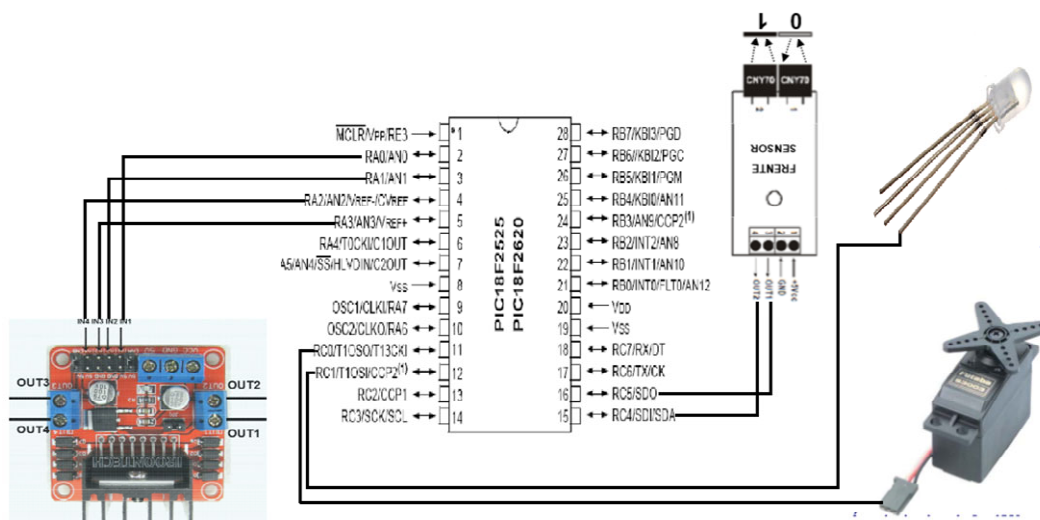 1 0
CNY70 CNY70
FRENTE
SENSOR
OUT2 OUT1 GND +5Vcc
MCLR/VPP/RE3 1
RA0/AN0 2
RA1/AN1 3
RA2/AN2/VREF-/CVREF 4
RA3/AN3/VREF+ 5
RA4/T0CKI/C1OUT 6
A5/AN4/SS/HLVDIN/C2OUT 7
VSS 8
OSC1/CLKI/RA7 9
OSC2/CLKO/RA6 10
RC0/T1OSO/T13CKI 11
RC1/T1OSI/CCP2(1) 12
RC2/CCP1 13
RC3/SCK/SCL 14
PIC18F2525
PIC18F2620
28 RB7/KBI3/PGD
27 RB6//KBI2/PGC
26 RB5/KBI1/PGM
25 RB4/KBI0/AN11
24 RB3/AN9/CCP2(1)
23 RB2/INT2/AN8
22 RB1/INT1/AN10
21 RB0/INT0/FLT0/AN12
20 VDD
19 VSS
18 RC7/RX/DT
17 RC6/TX/CK
16 RC5/SDO
15 RC4/SDI/SDA
IN4 IN3 IN2 IN1
OUT3
OUT4
OUT2
OUT1
Futaba